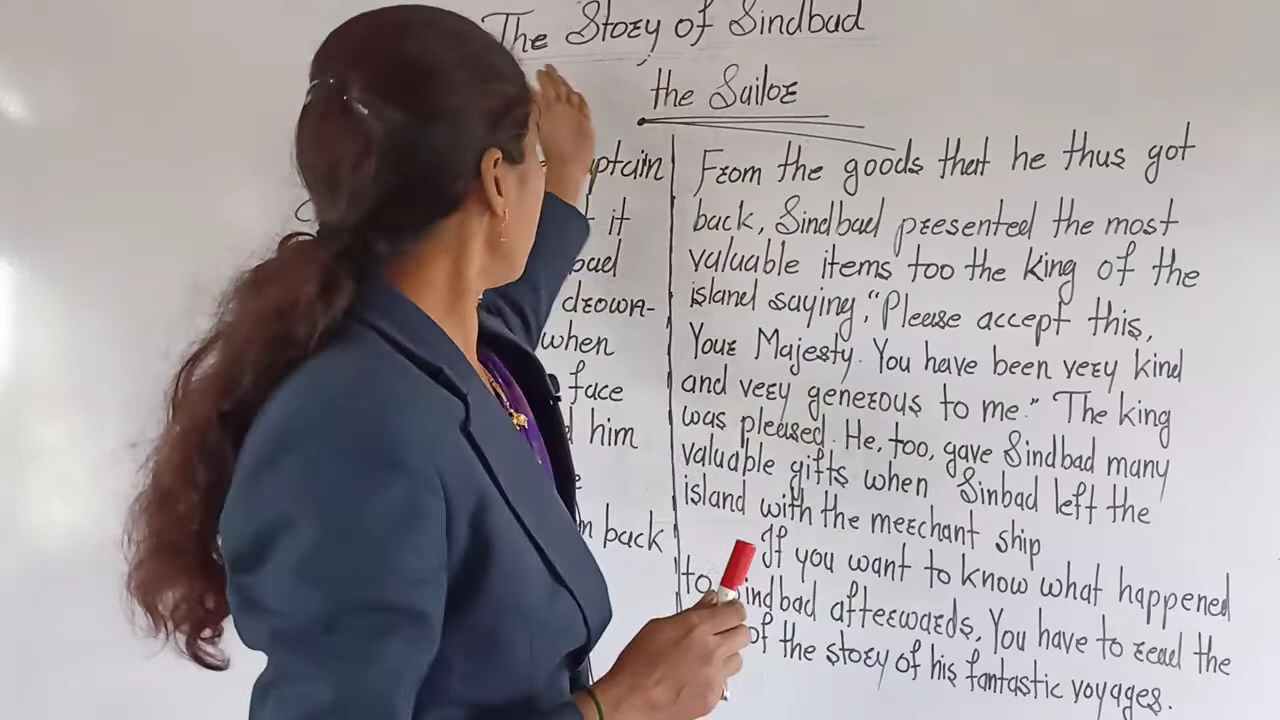 The Story of Sindbad
the Sailor
ptain
it
bad
drown-
when
face
him
n back
From the goods that he thus got
back, Sindbad presented the most
valuable items too the king of the
island saying, "Please accept this,
Your Majesty. You have been very kind
and very generous to me." The king
was pleased. He, too, gave Sindbad many
valuable gifts when Sinbad left the
island with the merchant ship
If you want to know what happened
to Sindbad afterwards, You have to read the
of the story of his fantastic voyages.